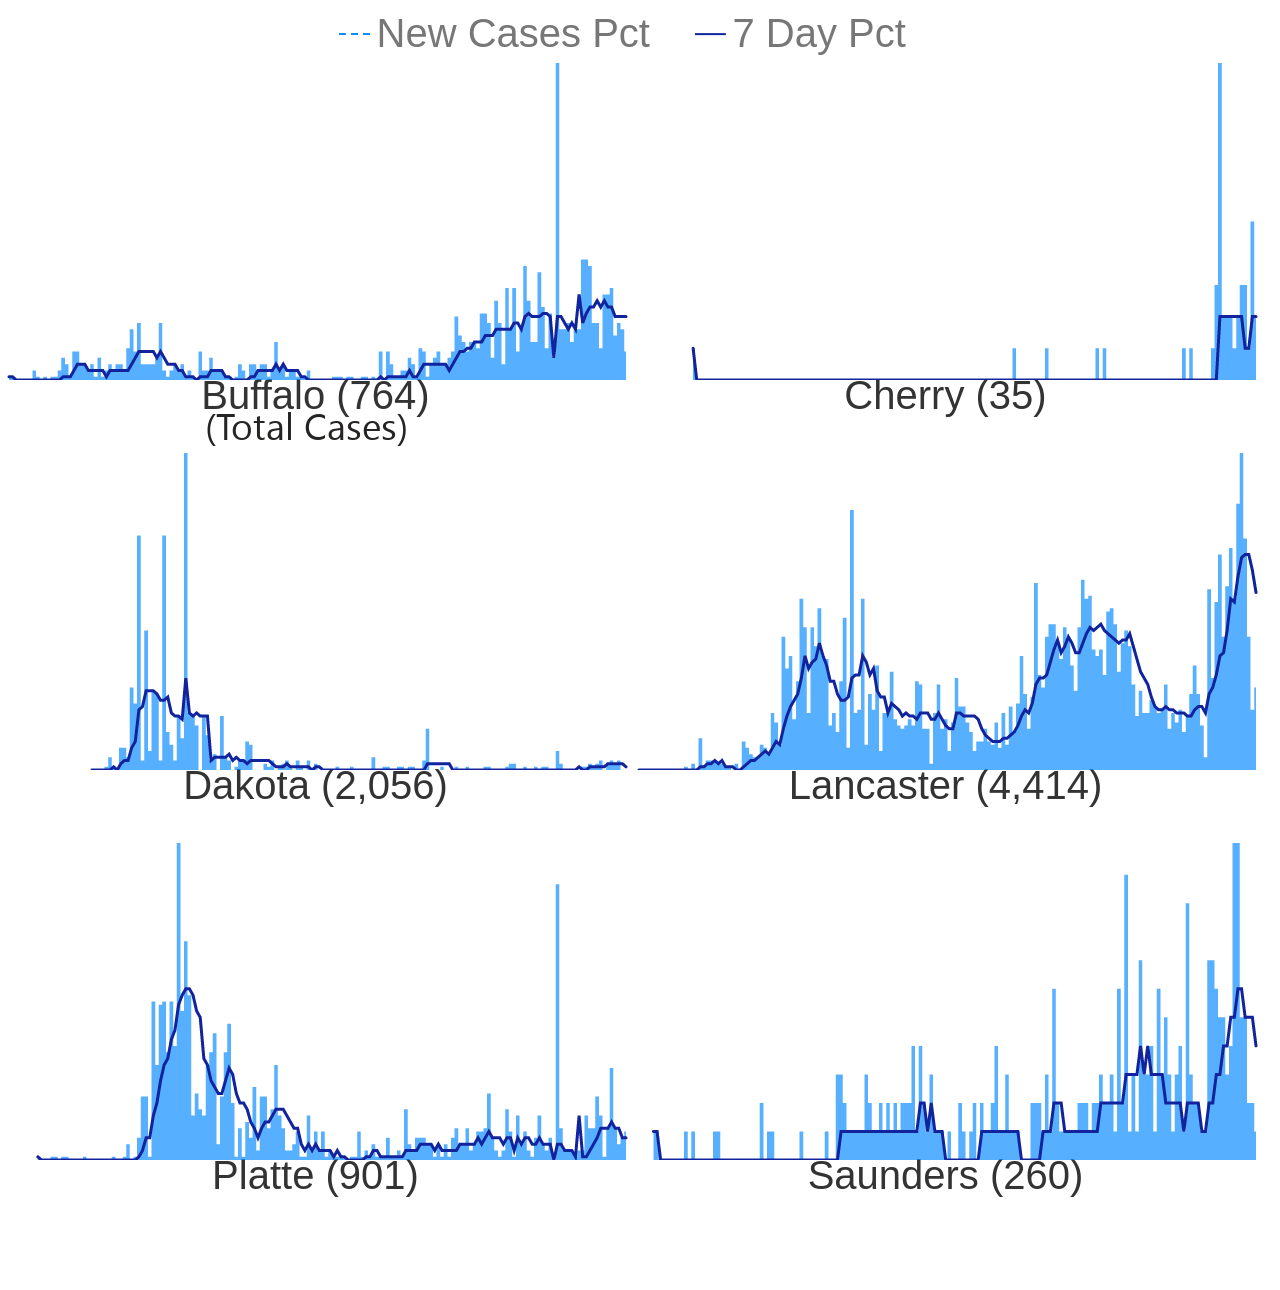 New Cases Pct 7 Day Pct
Buffalo (764) Cherry (35)
(Total Cases)
Dakota (2,056) Lancaster (4,414)
Platte (901) Saunders (260)